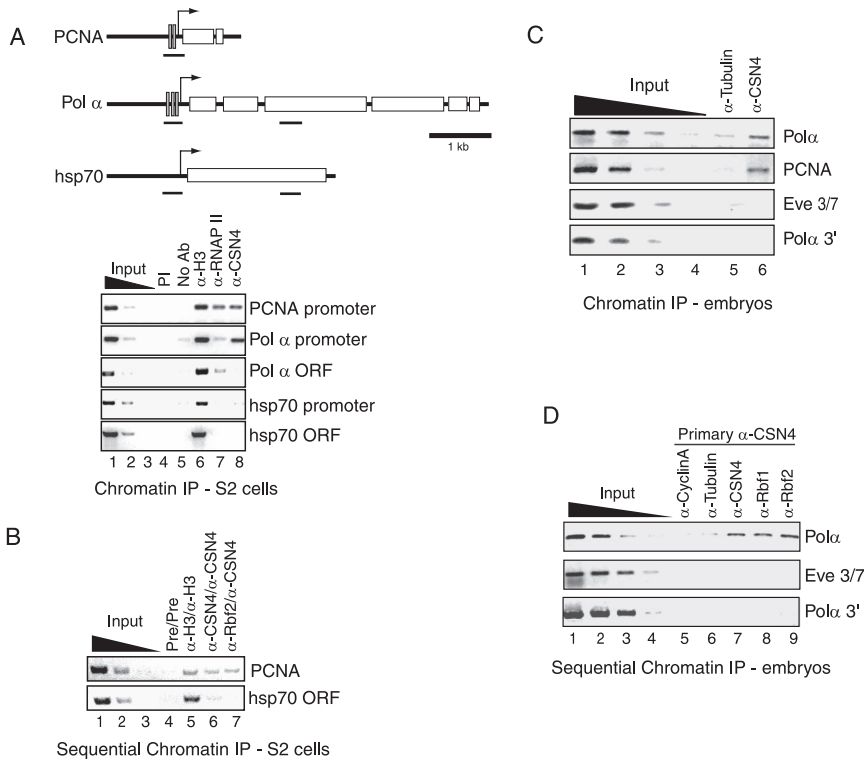 A
PCNA
Pol α
1 kb
hsp70
Input
PI
No Ab
α-H3
α-RNAP II
α-CSN4
PCNA promoter
Pol α promoter
Pol α ORF
hsp70 promoter
hsp70 ORF
1 2 3 4 5 6 7 8
Chromatin IP - S2 cells
B
Input
Pre/Pre
α-H3/α-H3
α-CSN4/α-CSN4
α-Rbf2/α-CSN4
PCNA
hsp70 ORF
1 2 3 4 5 6 7
Sequential Chromatin IP - S2 cells
C
Input
α-Tubulin
α-CSN4
Polα
PCNA
Eve 3/7
Polα 3'
1 2 3 4 5 6
Chromatin IP - embryos
D
Primary α-CSN4
Input
α-CyclinA
α-Tubulin
α-CSN4
α-Rbf1
α-Rbf2
Polα
Eve 3/7
Polα 3'
1 2 3 4 5 6 7 8 9
Sequential Chromatin IP - embryos